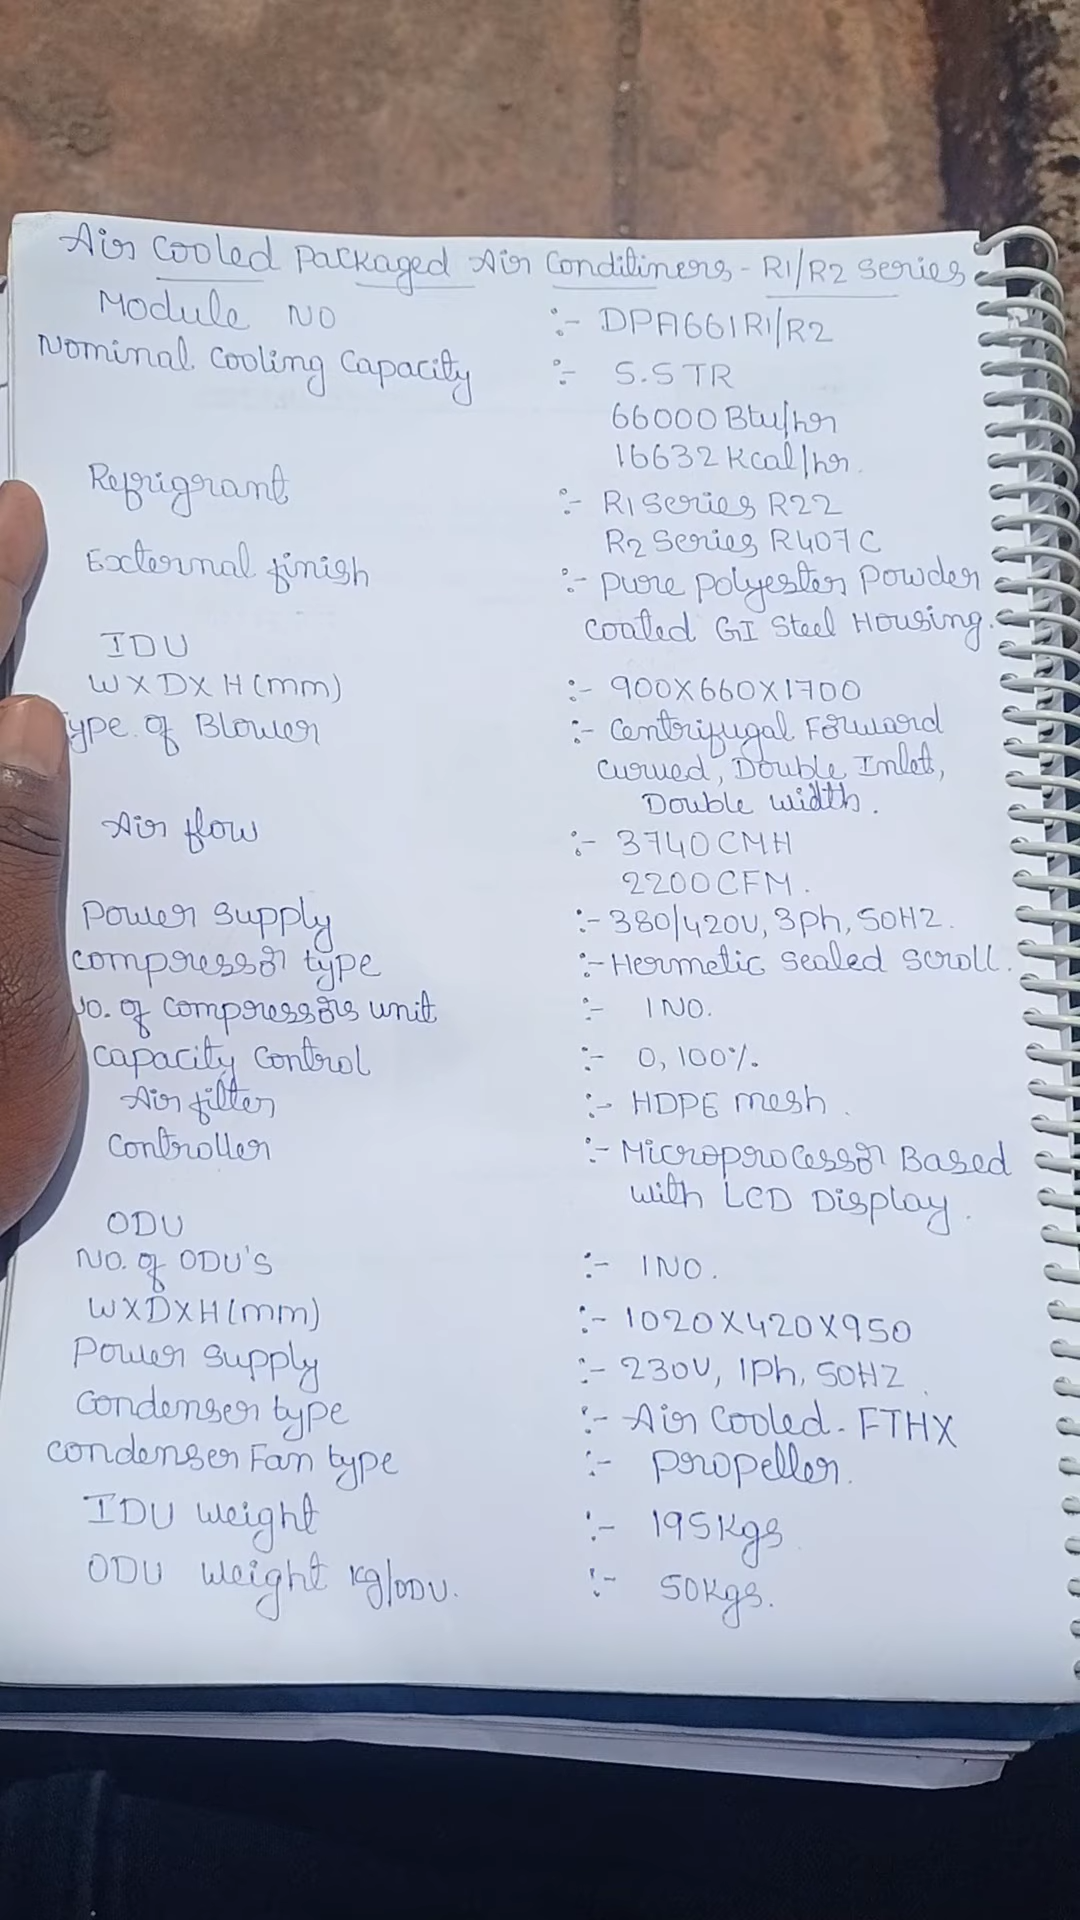 Air Cooled Packaged Air Conditiners - R1/R2 Series
Module NO :- DPA661R1/R2
Nominal Cooling Capacity :- 5.5TR
66000 Btu/hr
16632 Kcal/hr.
Refrigrant :- R1 Series R22
R2 Series R407C
External finish :- pure polyester Powder
coated GI Steel Housing.
IDU
WXDXH (mm) :- 900X660X1700
ype of Blower :- Centrifugal Forward
curved, Double Inlet,
Double width.
Air flow :- 3740CMH
2200CFM.
Power Supply :- 380/420V, 3Ph, 50HZ.
compressor type :- Hermetic Sealed Scroll.
No. of compressors unit :- 1NO.
Capacity Control :- 0, 100%.
Air filter :- HDPE mesh.
Controller :- Microprocessor Based
with LCD Display.
ODU
NO. of ODU'S :- 1NO.
WXDXH (mm) :- 1020X420X950
Power Supply :- 230V, 1Ph, 50HZ.
Condenser type :- Air Cooled - FTHX
condenser Fan type :- propeller.
IDU weight :- 195kgs
ODU weight kg/ODU. :- 50kgs.